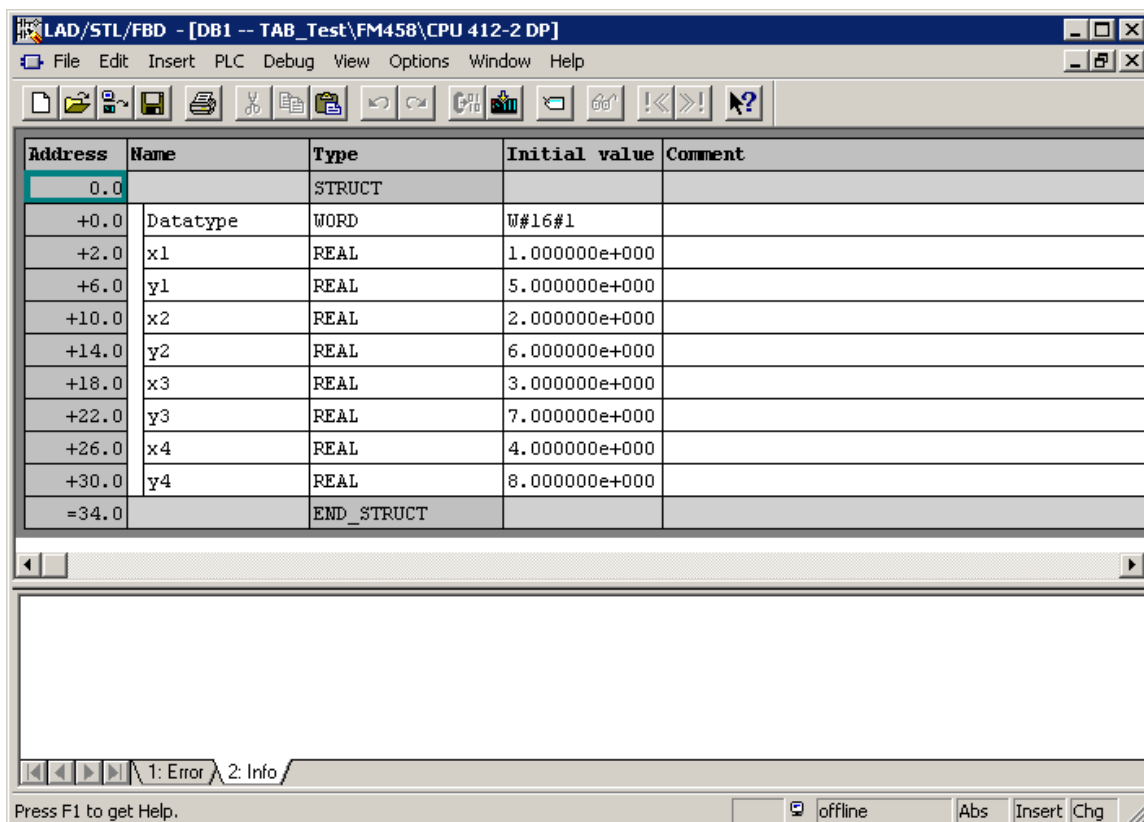 LAD/STL/FBD - [DB1 -- TAB_Test\FM458\CPU 412-2 DP]
File Edit Insert PLC Debug View Options Window Help
Address Name Type Initial value Comment
0.0 STRUCT
+0.0 Datatype WORD W#16#1
+2.0 x1 REAL 1.000000e+000
+6.0 y1 REAL 5.000000e+000
+10.0 x2 REAL 2.000000e+000
+14.0 y2 REAL 6.000000e+000
+18.0 x3 REAL 3.000000e+000
+22.0 y3 REAL 7.000000e+000
+26.0 x4 REAL 4.000000e+000
+30.0 y4 REAL 8.000000e+000
=34.0 END_STRUCT
1: Error 2: Info
Press F1 to get Help. offline Abs Insert Chg